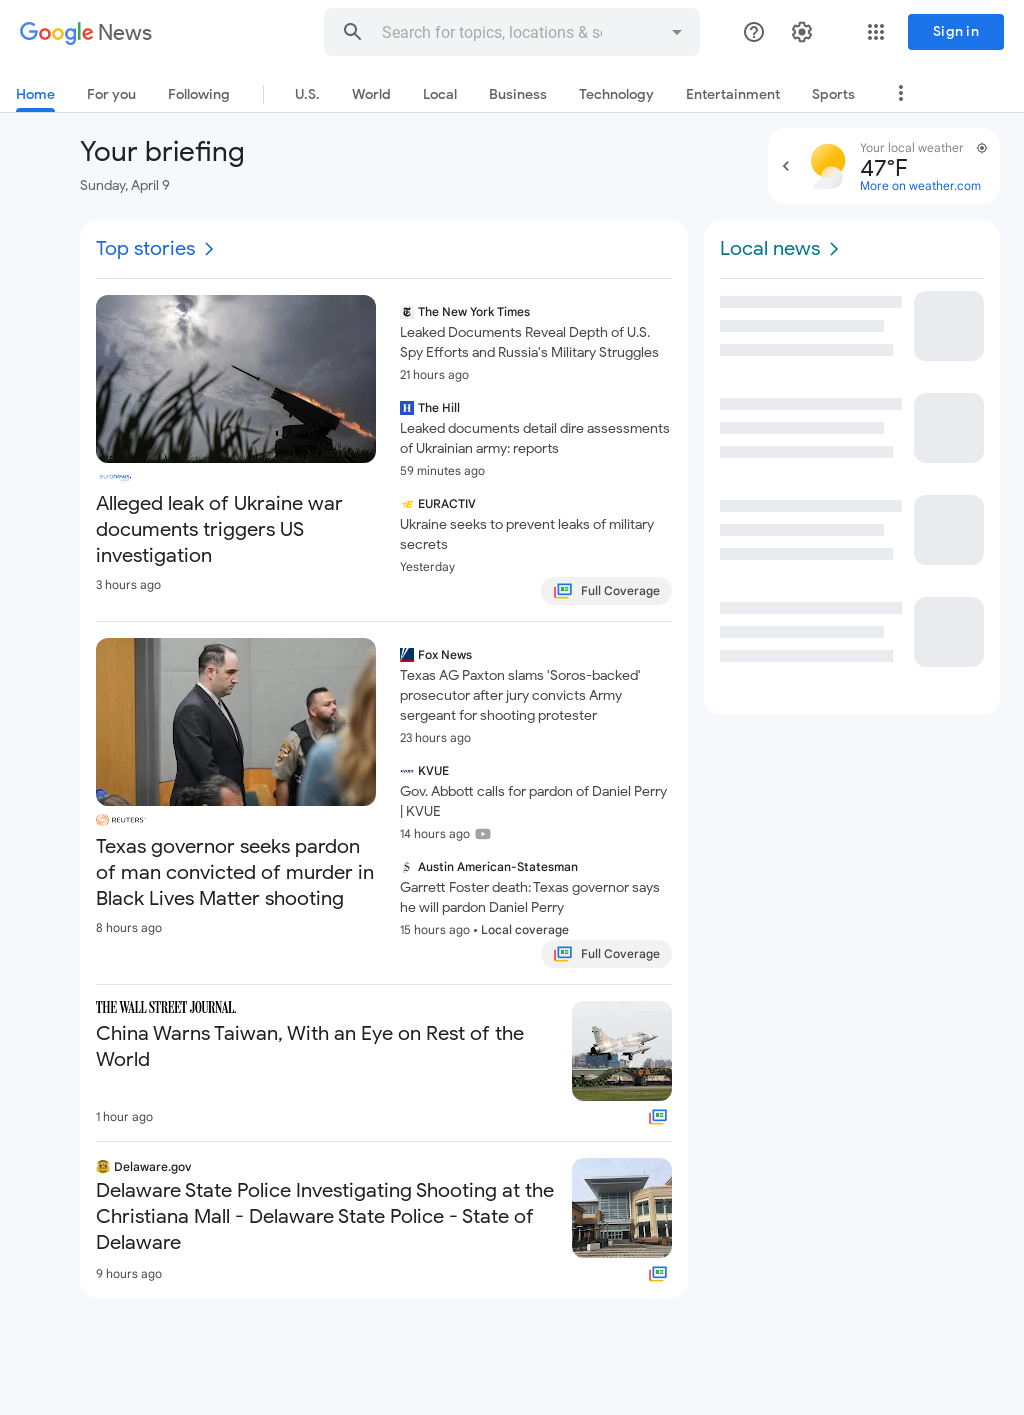 Google News
Search for topics, locations & s
Sign in
Home
For you
Following
U.S.
World
Local
Business
Technology
Entertainment
Sports
Your briefing
Sunday, April 9
Your local weather
47°F
More on weather.com
Top stories
euronews.
Alleged leak of Ukraine war
documents triggers US
investigation
3 hours ago
The New York Times
Leaked Documents Reveal Depth of U.S.
Spy Efforts and Russia's Military Struggles
21 hours ago
H The Hill
Leaked documents detail dire assessments
of Ukrainian army: reports
59 minutes ago
EURACTIV
Ukraine seeks to prevent leaks of military
secrets
Yesterday
Full Coverage
REUTERS
Texas governor seeks pardon
of man convicted of murder in
Black Lives Matter shooting
8 hours ago
Fox News
Texas AG Paxton slams 'Soros-backed'
prosecutor after jury convicts Army
sergeant for shooting protester
23 hours ago
KVUE
Gov. Abbott calls for pardon of Daniel Perry
| KVUE
14 hours ago
Austin American-Statesman
Garrett Foster death: Texas governor says
he will pardon Daniel Perry
15 hours ago • Local coverage
Full Coverage
THE WALL STREET JOURNAL.
China Warns Taiwan, With an Eye on Rest of the
World
1 hour ago
Delaware.gov
Delaware State Police Investigating Shooting at the
Christiana Mall - Delaware State Police - State of
Delaware
9 hours ago
Local news